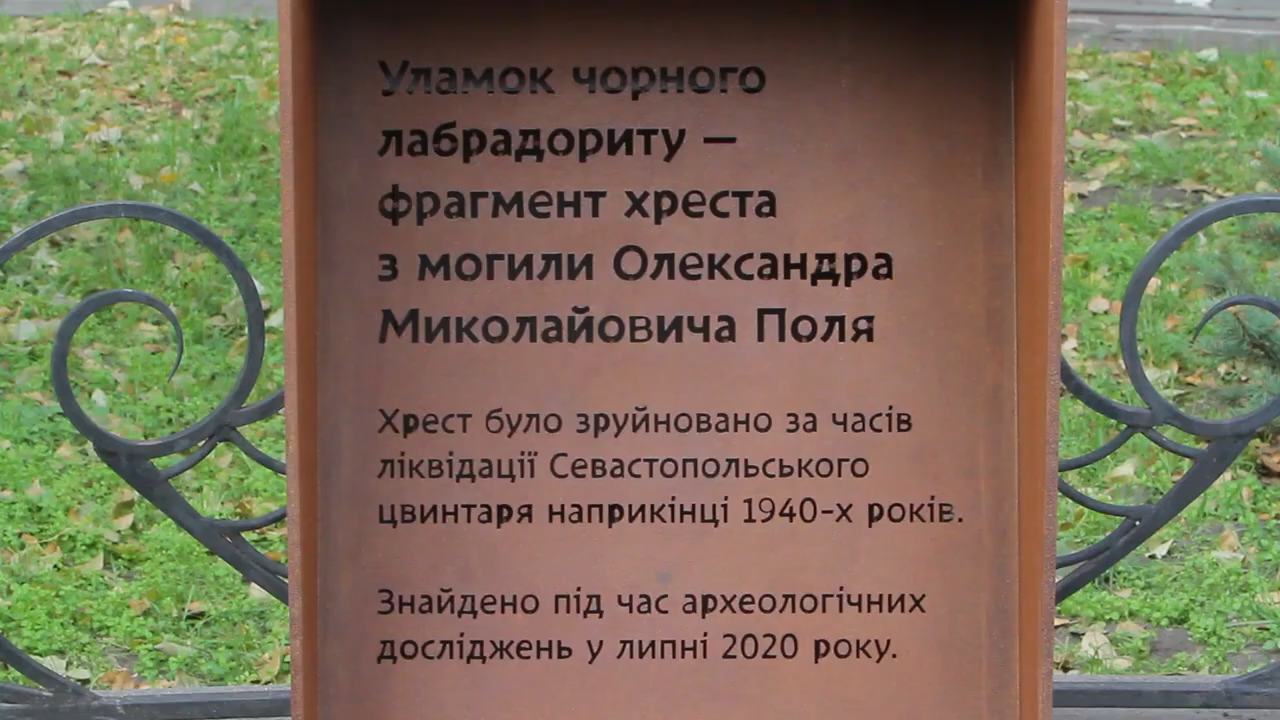 Уламок чорного
лабрадориту —
фрагмент хреста
з могили Олександра
Миколайовича Поля
Хрест було зруйновано за часів
ліквідації Севастопольського
цвинтаря наприкінці 1940-х років.
Знайдено під час археологічних
досліджень у липні 2020 року.